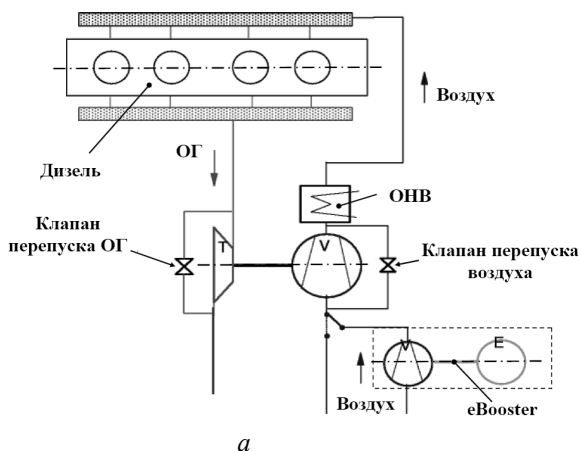 Воздух
ОГ
Дизель
ОНВ
Клапан
перепуска ОГ
T
V
Клапан перепуска
воздуха
V
E
Воздух
eBooster
а